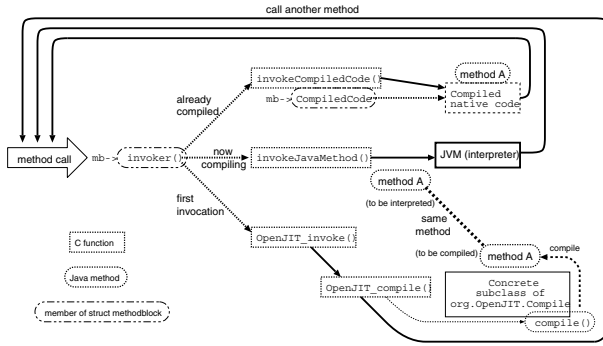 call another method
invokeCompiledCode()
method A
mb-> CompiledCode
Compiled
native code
already
compiled
method call
mb-> invoker()
now
compiling
invokeJavaMethod()
JVM (interpreter)
method A
(to be interpreted)
first
invocation
same
method
C function
OpenJIT_invoke()
(to be compiled)
method A
compile
Java method
OpenJIT_compile()
Concrete
subclass of
org.OpenJIT.Compile
member of struct methodblock
compile()